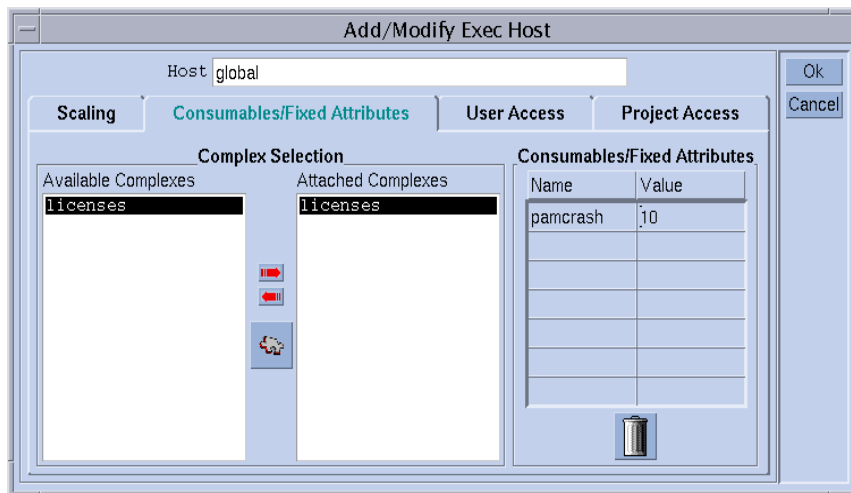 Add/Modify Exec Host
Host global
Ok
Cancel
Scaling Consumables/Fixed Attributes User Access Project Access
Complex Selection Consumables/Fixed Attributes
Available Complexes Attached Complexes Name Value
licenses licenses
pamcrash 10